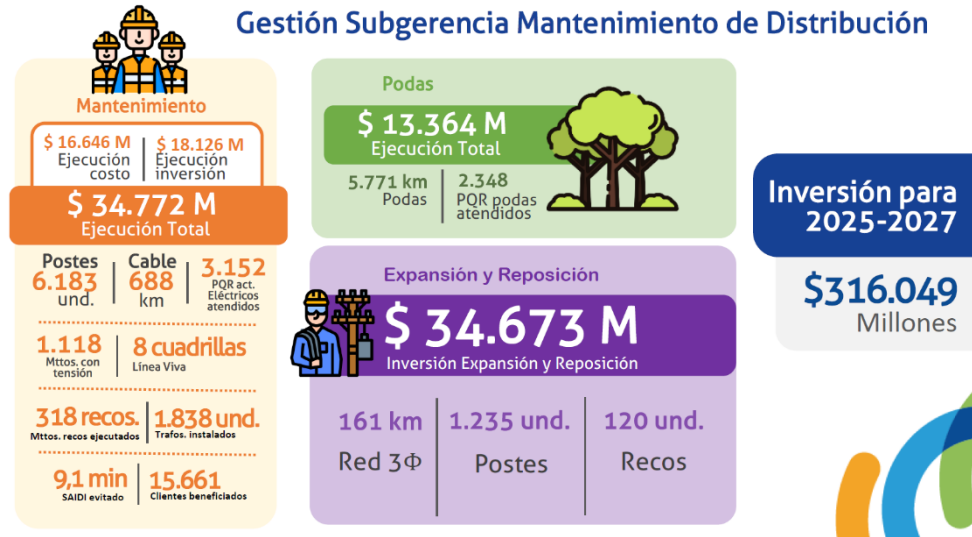 Gestión Subgerencia Mantenimiento de Distribución
Mantenimiento
$ 16.646 M
Ejecución
costo
$ 18.126 M
Ejecución
inversión
$ 34.772 M
Ejecución Total
Postes
6.183
und.
Cable
688
km
3.152
PQR act.
Eléctricos
atendidos
1.118
Mttos. con
tensión
8 cuadrillas
Línea Viva
318 recos.
Mttos. recos ejecutados
1.838 und.
Trafos. instalados
9,1 min
SAIDI evitado
15.661
Clientes beneficiados
Podas
$ 13.364 M
Ejecución Total
5.771 km
Podas
2.348
PQR podas
atendidos
Expansión y Reposición
$ 34.673 M
Inversión Expansión y Reposición
161 km
Red 3Φ
1.235 und.
Postes
120 und.
Recos
Inversión para
2025-2027
$316.049
Millones